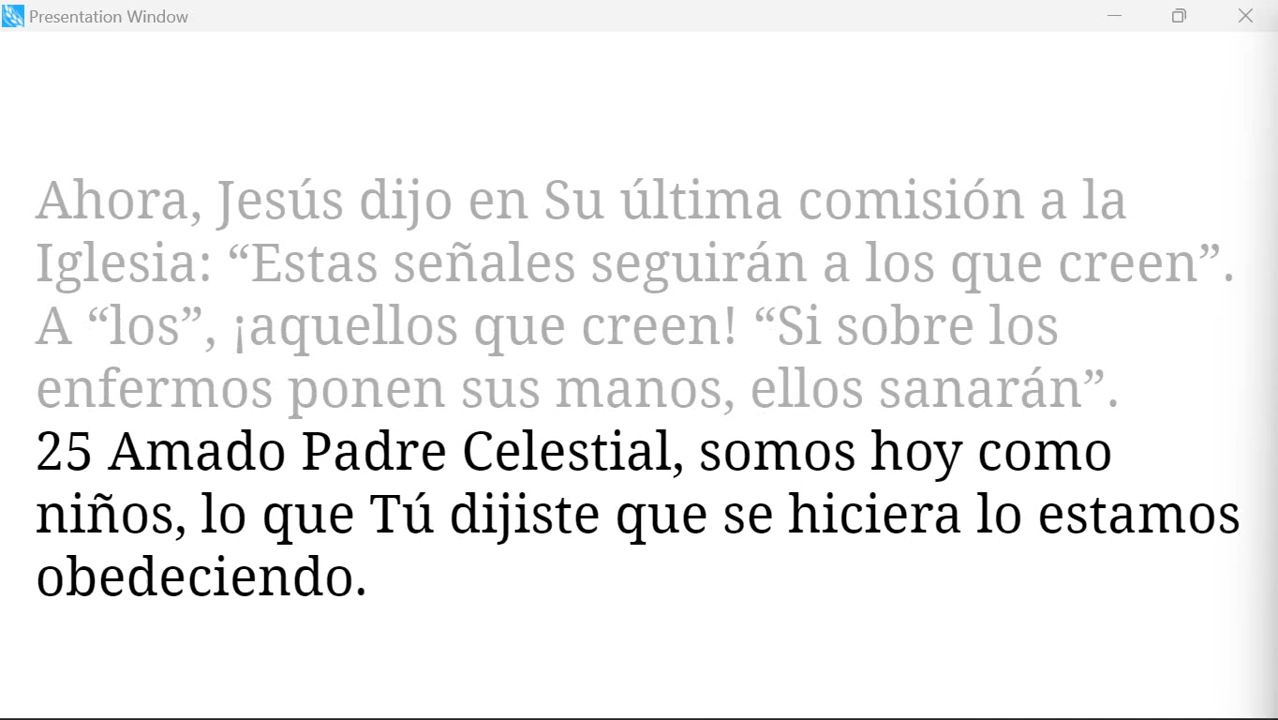 Presentation Window
Ahora, Jesús dijo en Su última comisión a la
Iglesia: “Estas señales seguirán a los que creen”.
A “los”, ¡aquellos que creen! “Si sobre los
enfermos ponen sus manos, ellos sanarán”.
25 Amado Padre Celestial, somos hoy como
niños, lo que Tú dijiste que se hiciera lo estamos
obedeciendo.